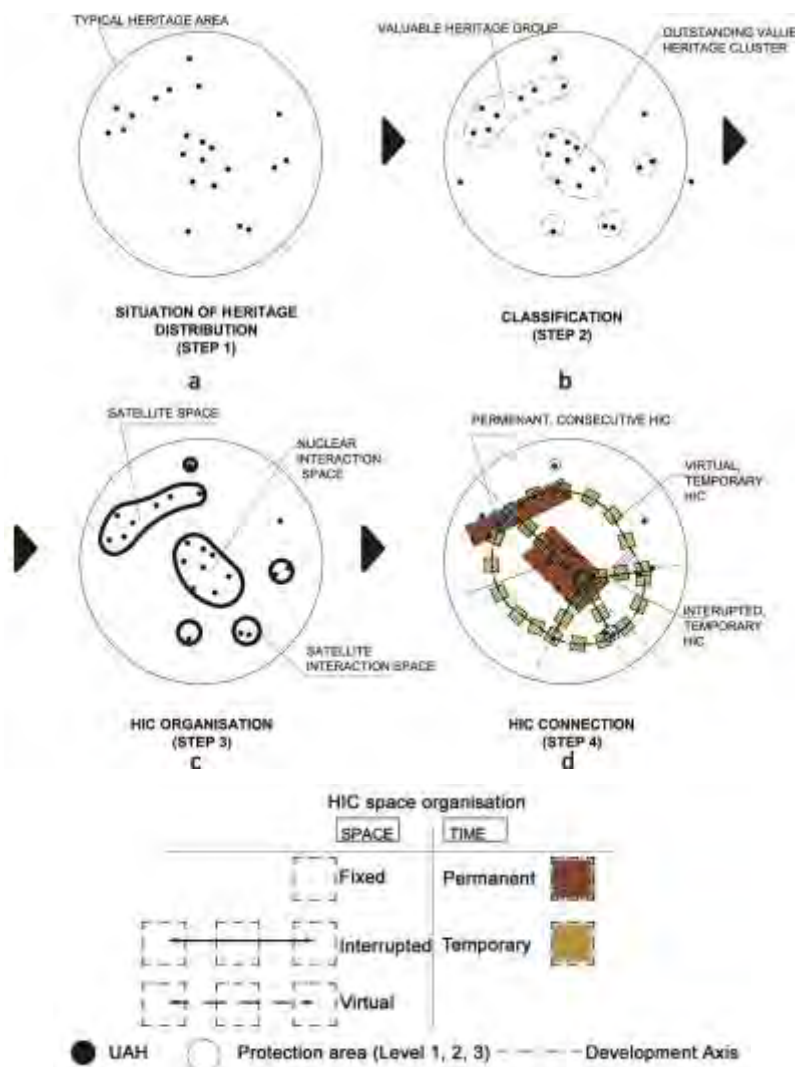 TYPICAL HERITAGE AREA
VALUABLE HERITAGE GROUP
OUTSTANDING VALUE
HERITAGE CLUSTER
SITUATION OF HERITAGE
DISTRIBUTION
(STEP 1)
a
CLASSIFICATION
(STEP 2)
b
SATELLITE SPACE
NUCLEAR
INTERACTION
SPACE
SATELLITE
INTERACTION SPACE
HIC ORGANISATION
(STEP 3)
c
PERMENANT, CONSECUTIVE HIC
VIRTUAL,
TEMPORARY
HIC
INTERUPTED,
TEMPORARY
HIC
HIC CONNECTION
(STEP 4)
d
HIC space organisation
SPACE TIME
Fixed Permanent
Interrupted Temporary
Virtual
UAH Protection area (Level 1, 2, 3) Development Axis